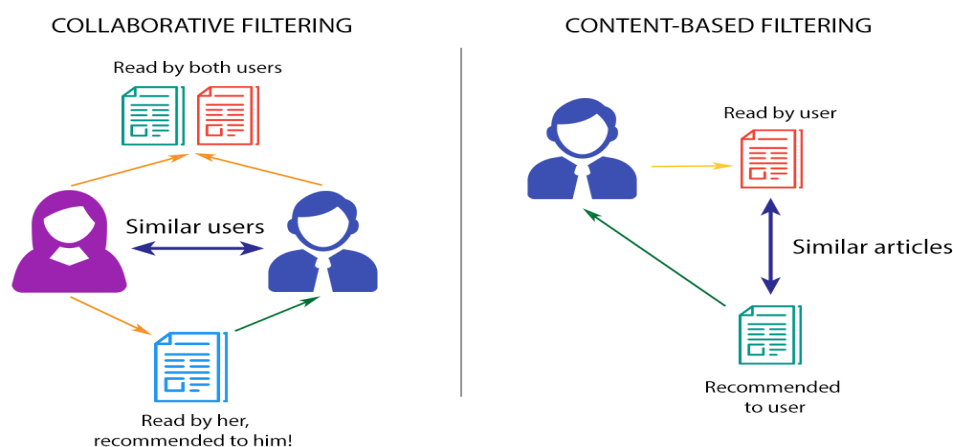 COLLABORATIVE FILTERING
Read by both users
Similar users
Read by her,
recommended to him!
CONTENT-BASED FILTERING
Read by user
Similar articles
Recommended
to user